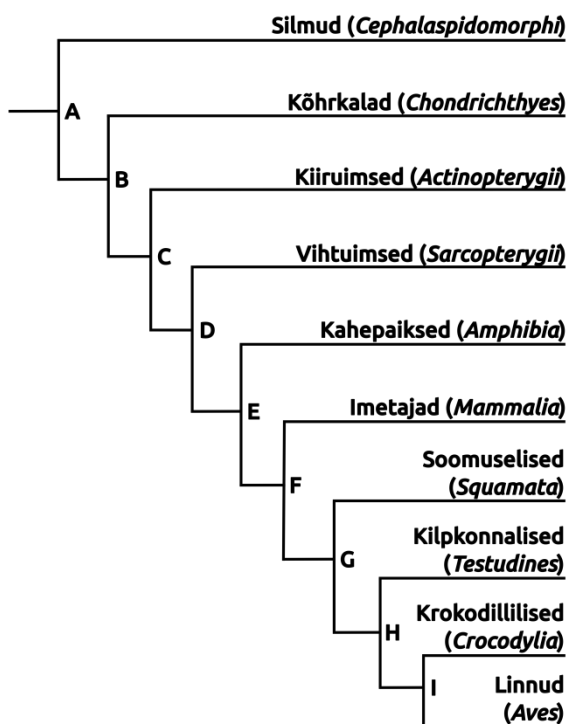 Silmud (Cephalaspidomorphi)
A
Kõhrkalad (Chondrichthyes)
B
Kiiruimsed (Actinopterygii)
C
Vihtuimsed (Sarcopterygii)
D
Kahepaiksed (Amphibia)
E
Imetajad (Mammalia)
F
Soomuselised
(Squamata)
G
Kilpkonnalised
(Testudines)
H
Krokodillilised
(Crocodylia)
I
Linnud
(Aves)